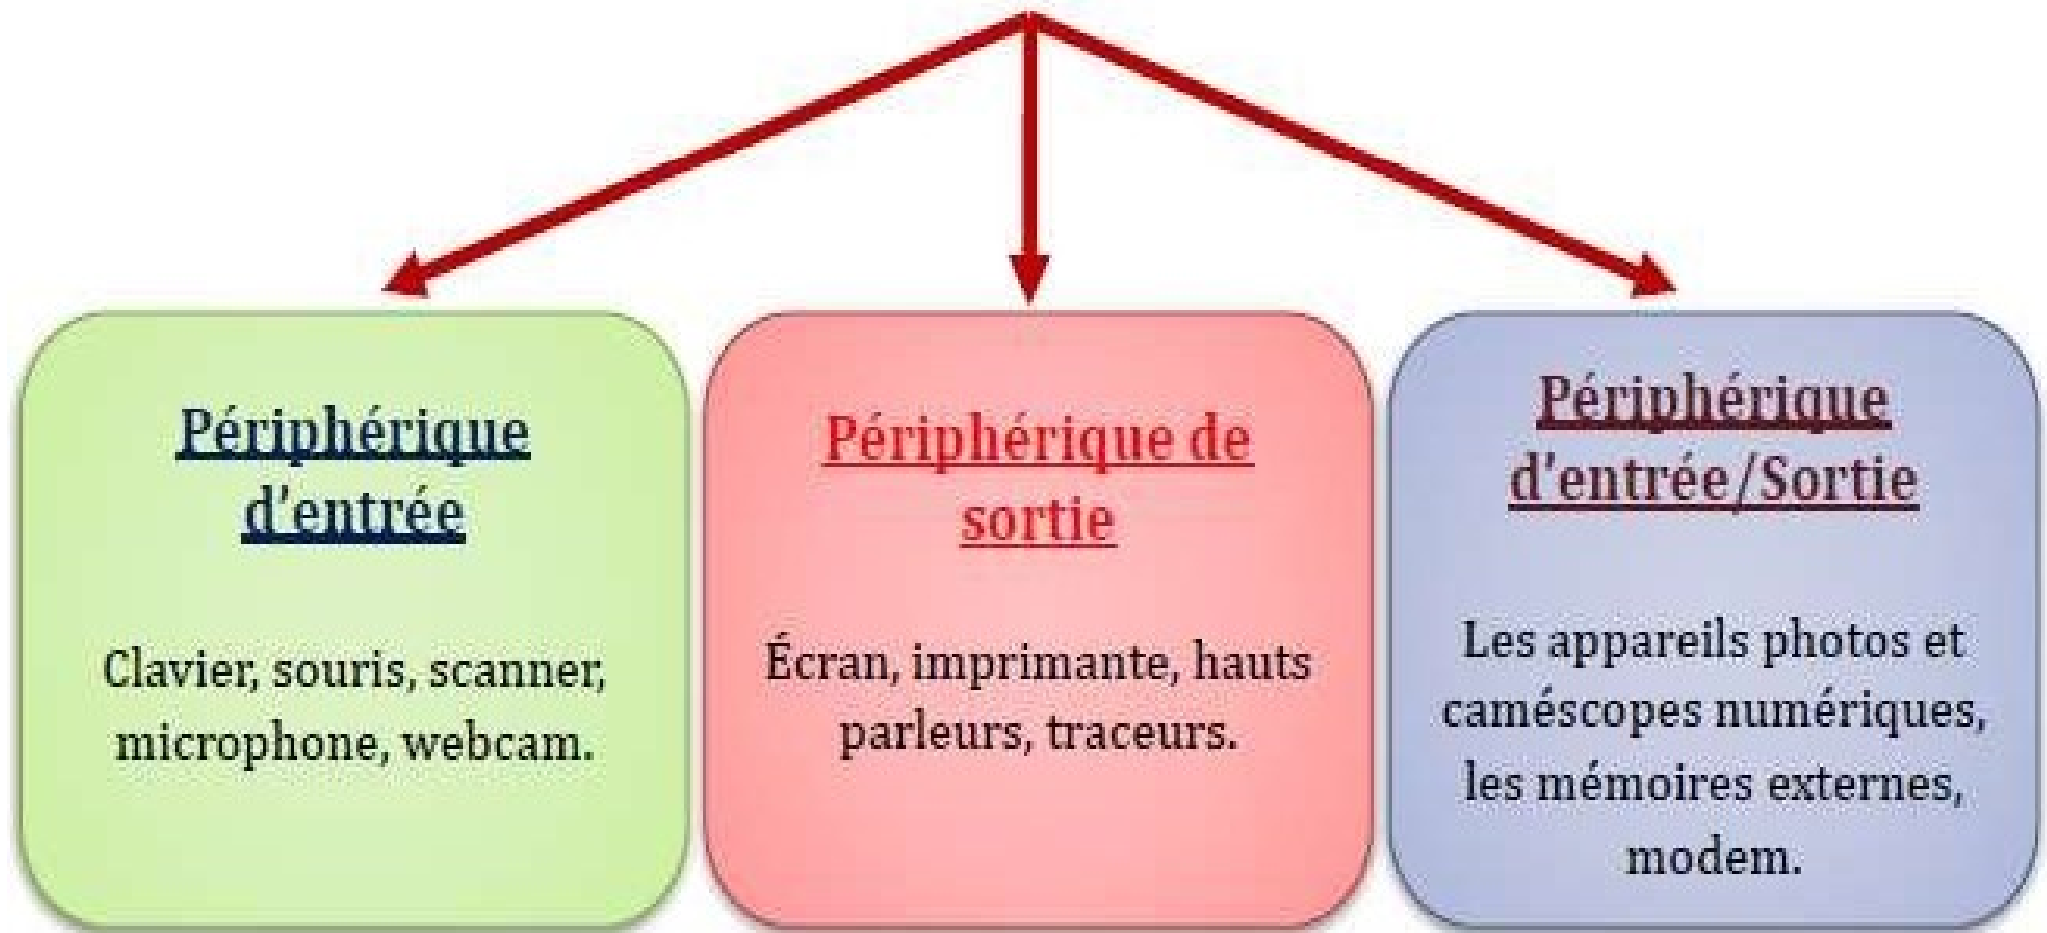 Périphérique
d'entrée
Clavier, souris, scanner,
microphone, webcam.
Périphérique de
sortie
Écran, imprimante, hauts
parleurs, traceurs.
Périphérique
d'entrée/Sortie
Les appareils photos et
caméscopes numériques,
les mémoires externes,
modem.